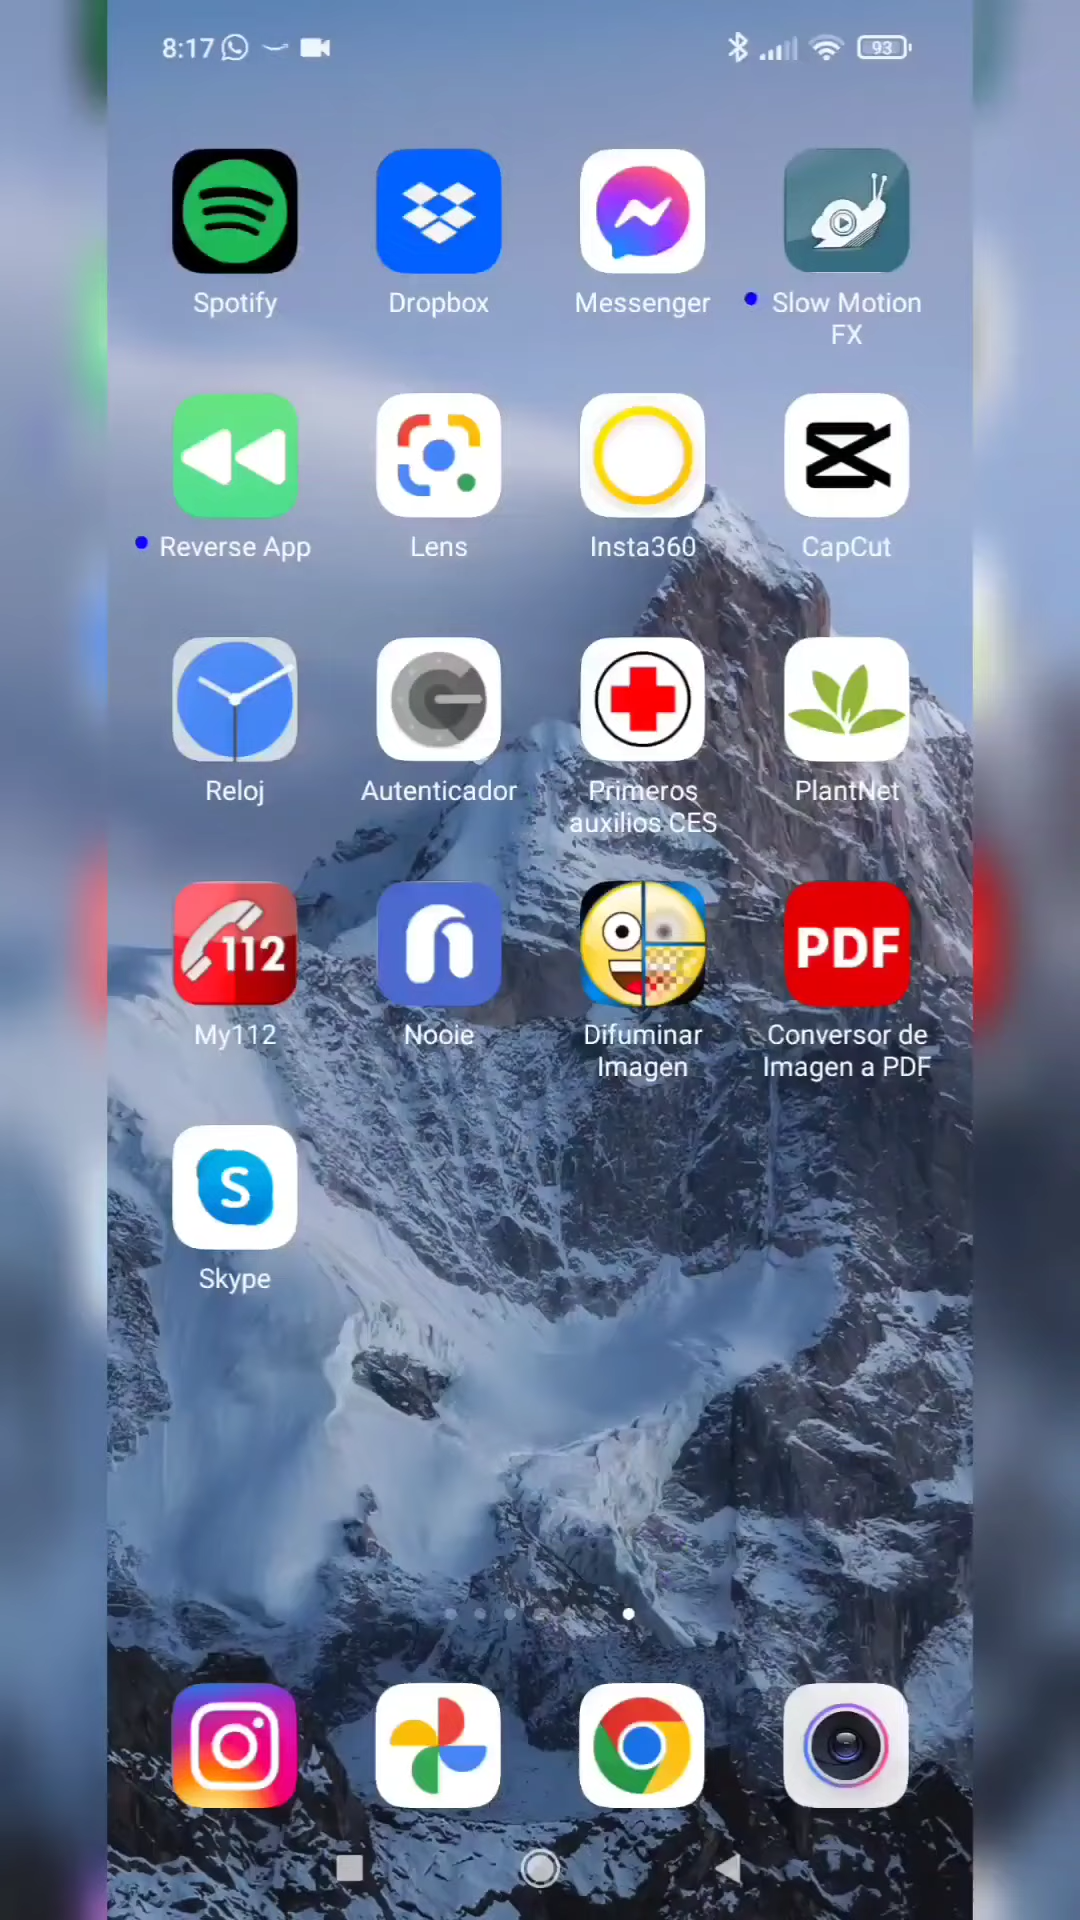 8:17
93
Spotify
Dropbox
Messenger
Slow Motion
FX
Reverse App
Lens
Insta360
CapCut
Reloj
Autenticador
Primeros
auxilios CES
PlantNet
112
PDF
My112
Nooie
Difuminar
Imagen
Conversor de
Imagen a PDF
S
Skype